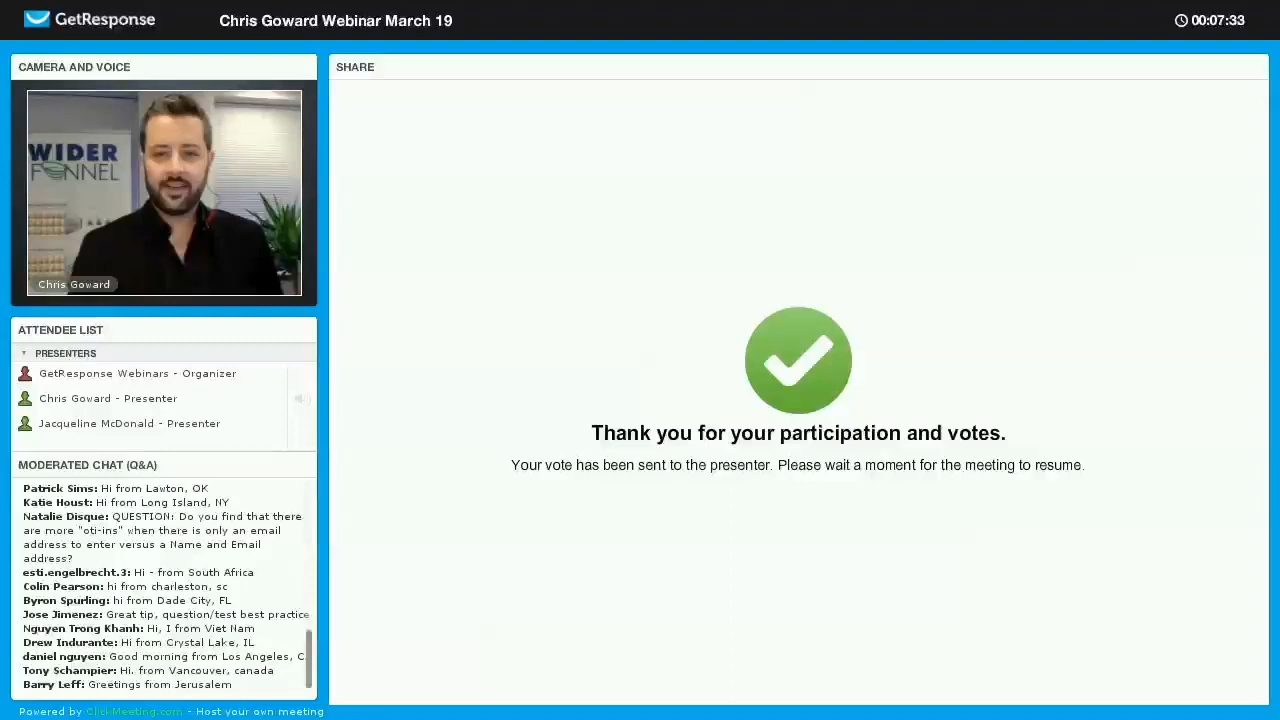 GetResponse
Chris Goward Webinar March 19
00:07:33
CAMERA AND VOICE
WIDER
FUNNEL
Chris Goward
ATTENDEE LIST
PRESENTERS
GetResponse Webinars - Organizer
Chris Goward - Presenter
Jacqueline McDonald - Presenter
MODERATED CHAT (Q&A)
Patrick Sims: Hi from Lawton, OK
Katie Houst: Hi from Long Island, NY
Natalie Disque: QUESTION: Do you find that there
are more "oti-ins" when there is only an email
address to enter versus a Name and Email
address?
esti.engelbrecht.3: Hi - from South Africa
Colin Pearson: hi from charleston, sc
Byron Spurling: hi from Dade City, FL
Jose Jimenez: Great tip, question/test best practice
Nguyen Trong Khanh: Hi, I from Viet Nam
Drew Indurante: Hi from Crystal Lake, IL
daniel nguyen: Good morning from Los Angeles, C
Tony Schampier: Hi. from Vancouver, canada
Barry Leff: Greetings from Jerusalem
Powered by ClickMeeting.com - Host your own meeting
SHARE
Thank you for your participation and votes.
Your vote has been sent to the presenter. Please wait a moment for the meeting to resume.